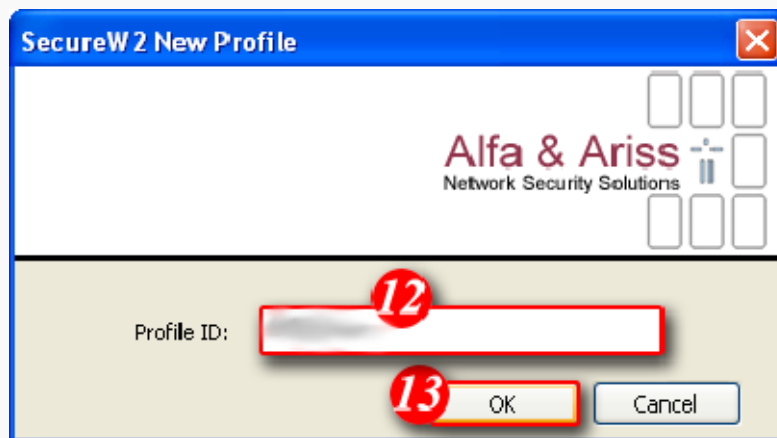 SecureW2 New Profile
Alfa & Ariss
Network Security Solutions
12
Profile ID:
13
OK
Cancel